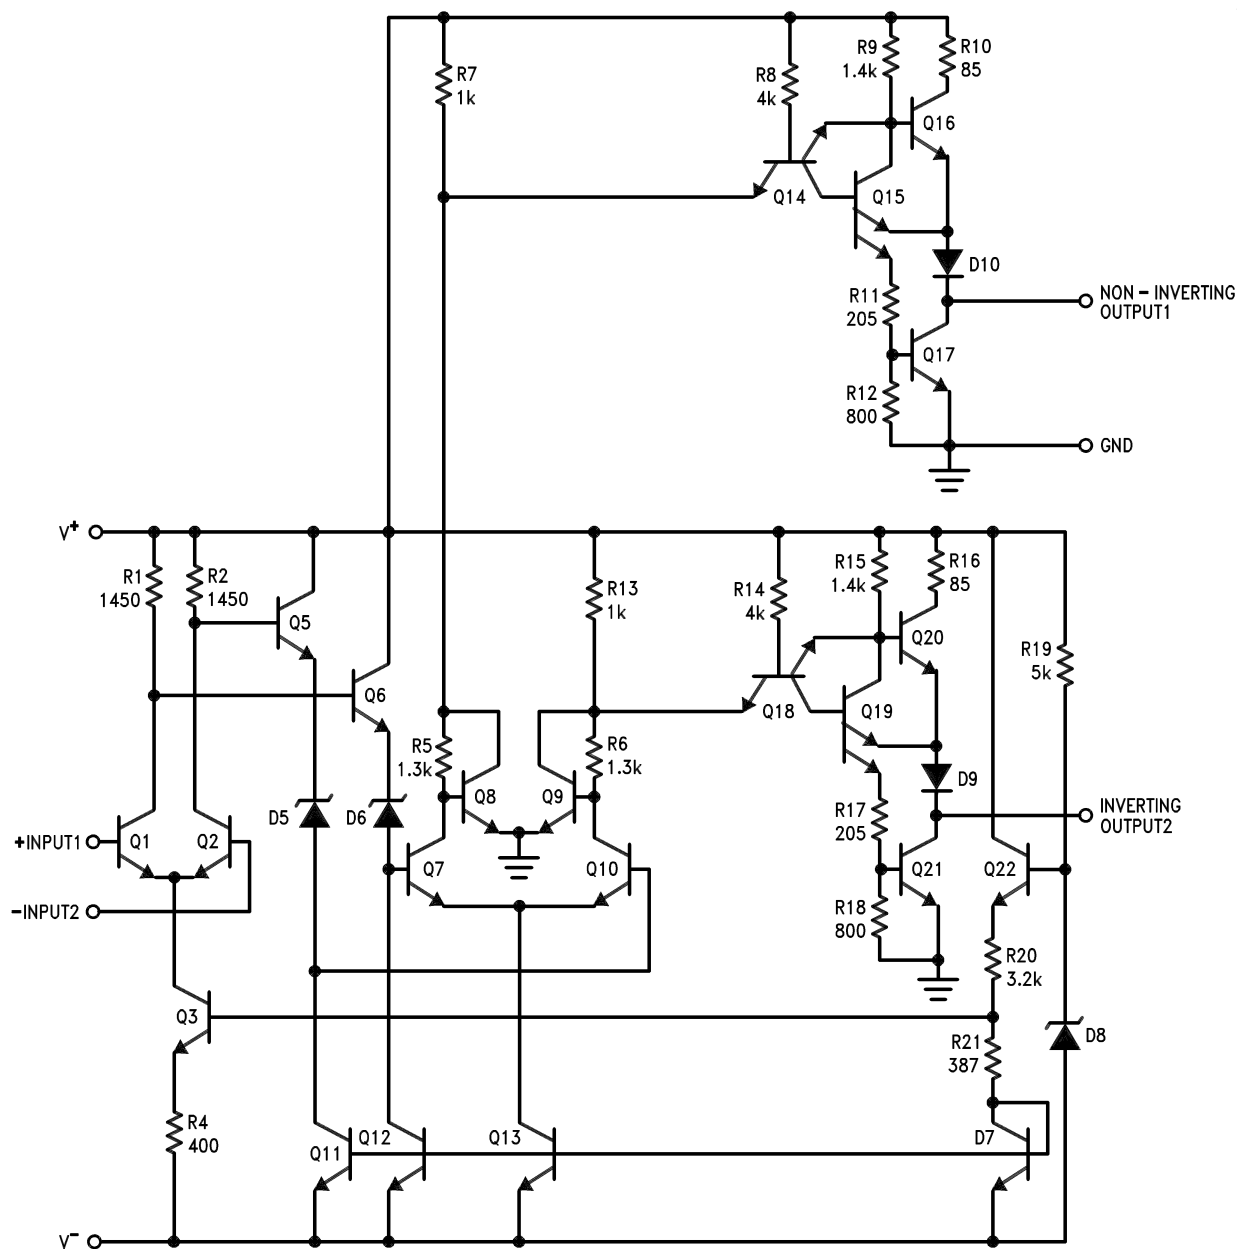 R7
1k
R8
4k
R9
1.4k
R10
85
Q16
Q14
Q15
D10
R11
205
NON – INVERTING
OUTPUT1
Q17
R12
800
GND
V+
R1
1450
R2
1450
Q5
R13
1k
R14
4k
R15
1.4k
R16
85
Q20
R19
5k
Q6
Q18
Q19
R5
1.3k
R6
1.3k
D9
Q8
Q9
D5
D6
R17
205
INVERTING
OUTPUT2
+INPUT1
Q1
Q2
Q7
Q10
Q21
Q22
–INPUT2
R18
800
R20
3.2k
Q3
R21
387
D8
R4
400
Q11
Q12
Q13
D7
V–